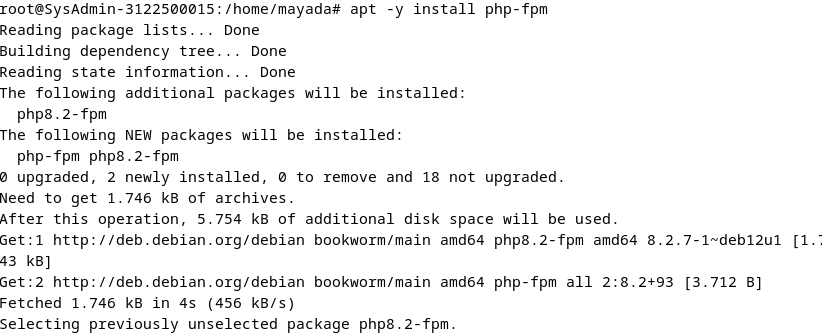 root@SysAdmin-3122500015:/home/mayada# apt -y install php-fpm
Reading package lists... Done
Building dependency tree... Done
Reading state information... Done
The following additional packages will be installed:
  php8.2-fpm
The following NEW packages will be installed:
  php-fpm php8.2-fpm
0 upgraded, 2 newly installed, 0 to remove and 18 not upgraded.
Need to get 1.746 kB of archives.
After this operation, 5.754 kB of additional disk space will be used.
Get:1 http://deb.debian.org/debian bookworm/main amd64 php8.2-fpm amd64 8.2.7-1~deb12u1 [1.7
43 kB]
Get:2 http://deb.debian.org/debian bookworm/main amd64 php-fpm all 2:8.2+93 [3.712 B]
Fetched 1.746 kB in 4s (456 kB/s)
Selecting previously unselected package php8.2-fpm.